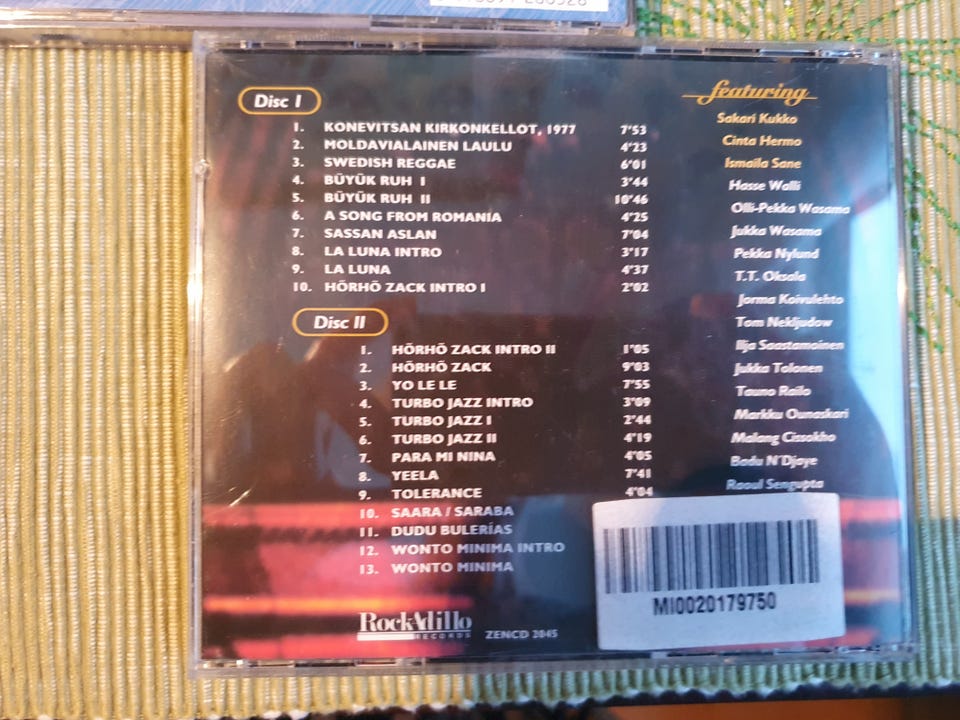 Disc I
1. KONEVITSAN KIRKONKELLOT, 1977 7'53
2. MOLDAVIALAINEN LAULU 4'23
3. SWEDISH REGGAE 6'01
4. BÜYÜK RUH I 3'44
5. BÜYÜK RUH II 10'46
6. A SONG FROM ROMANIA 4'25
7. SASSAN ASLAN 7'04
8. LA LUNA INTRO 3'17
9. LA LUNA 4'37
10. HÖRHÖ ZACK INTRO I 2'02
Disc II
1. HÖRHÖ ZACK INTRO II 1'05
2. HÖRHÖ ZACK 9'03
3. YO LE LE 7'55
4. TURBO JAZZ INTRO 3'09
5. TURBO JAZZ I 2'44
6. TURBO JAZZ II 4'19
7. PARA MI NINA 4'05
8. YEELA 7'41
9. TOLERANCE 4'04
10. SAARA / SARABA
11. DUDU BULERÍAS
12. WONTO MINIMA INTRO
13. WONTO MINIMA
featuring
Sakari Kukko
Cinta Hermo
Ismaila Sane
Hasse Walli
Olli-Pekka Wasama
Jukka Wasama
Pekka Nylund
T.T. Oksala
Jorma Koivulehto
Tom Nekljudow
Ilja Saastamoinen
Jukka Tolonen
Tauno Railo
Markku Ounaskari
Malang Cissokho
Badu N'Djaye
Raoul Sengupta
MI0020179750
RockAdillo
RECORDS
ZENCD 2045